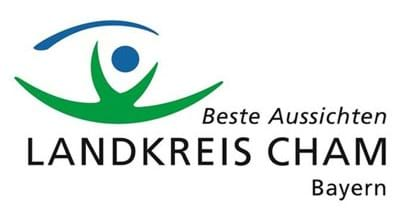 Beste Aussichten
LANDKREIS CHAM
Bayern